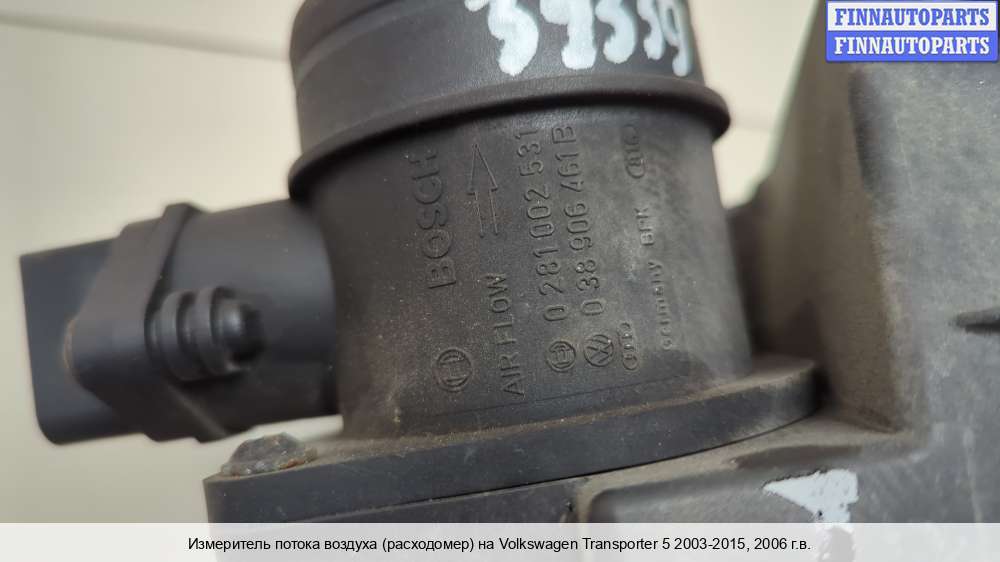 FINNAUTOPARTS
FINNAUTOPARTS
BOSCH
AIR FLOW
0 281 002 531
0 38 906 461 B
Germany
Измеритель потока воздуха (расходомер) на Volkswagen Transporter 5 2003-2015, 2006 г.в.